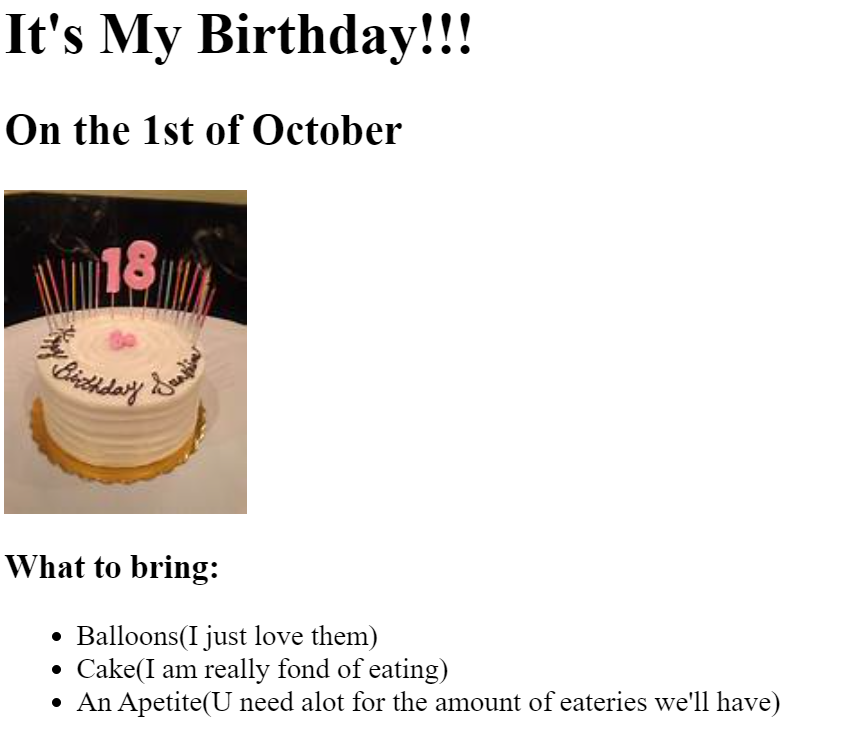 It's My Birthday!!!
On the 1st of October
18
Happy Birthday Sunshine
What to bring:
Balloons(I just love them)
Cake(I am really fond of eating)
An Apetite(U need alot for the amount of eateries we'll have)